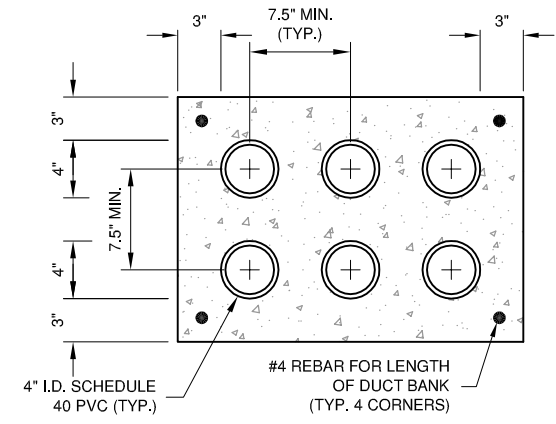 3"
7.5" MIN.
(TYP.)
3"
3"
4"
7.5" MIN.
4"
3"
4" I.D. SCHEDULE
40 PVC (TYP.)
#4 REBAR FOR LENGTH
OF DUCT BANK
(TYP. 4 CORNERS)